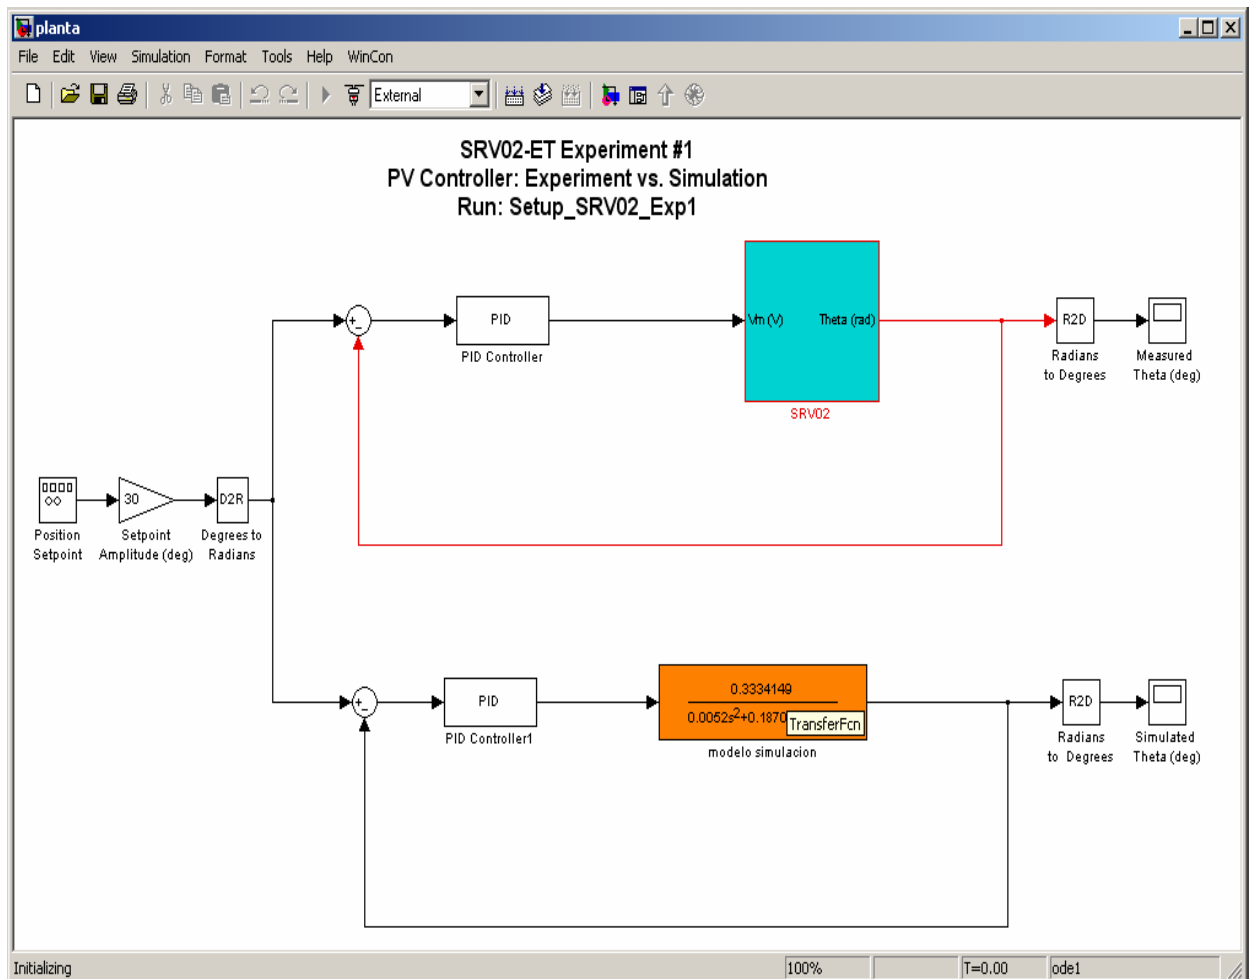 planta
File Edit View Simulation Format Tools Help WinCon
External
SRV02-ET Experiment #1
PV Controller: Experiment vs. Simulation
Run: Setup_SRV02_Exp1
PID
PID Controller
Vm (V)
Theta (rad)
SRV02
R2D
Radians
to Degrees
Measured
Theta (deg)
Position
Setpoint
30
Setpoint
Amplitude (deg)
D2R
Degrees to
Radians
PID
PID Controller1
0.3334149
0.0052s²+0.1870
TransferFcn
modelo simulacion
R2D
Radians
to Degrees
Simulated
Theta (deg)
Initializing
100%
T=0.00
ode1